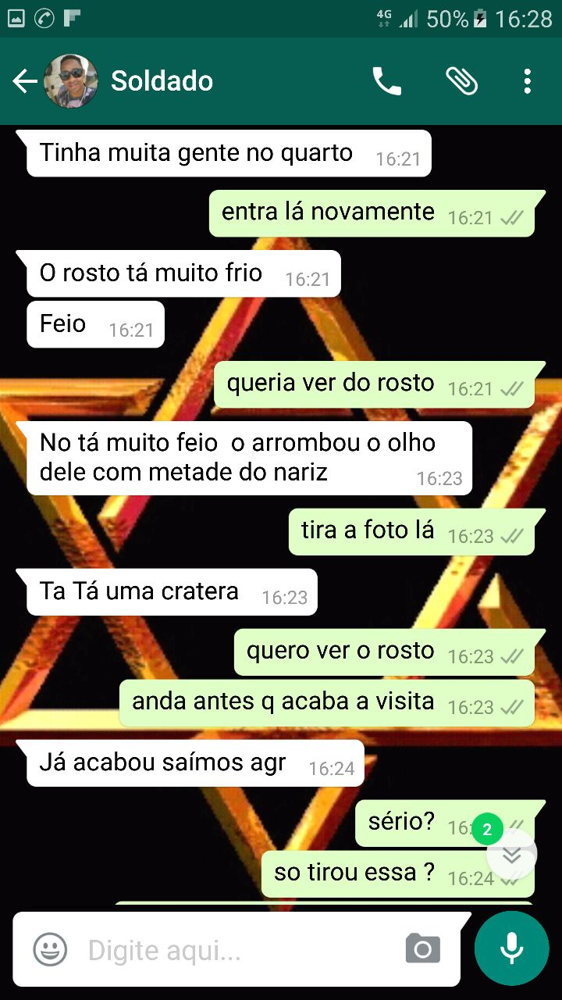 4G 50% 16:28
Soldado
Tinha muita gente no quarto 16:21
entra lá novamente 16:21
O rosto tá muito frio 16:21
Feio 16:21
queria ver do rosto 16:21
No tá muito feio o arrombou o olho
dele com metade do nariz 16:23
tira a foto lá 16:23
Ta Tá uma cratera 16:23
quero ver o rosto 16:23
anda antes q acaba a visita 16:23
Já acabou saímos agr 16:24
sério? 16: 2
so tirou essa ? 16:24
Digite aqui...